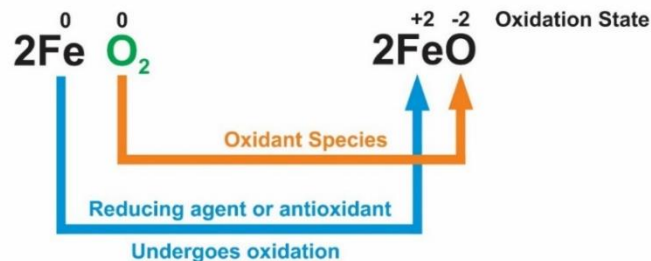 0 0 +2 -2 Oxidation State
2Fe O₂ 2FeO
Oxidant Species
Reducing agent or antioxidant
Undergoes oxidation